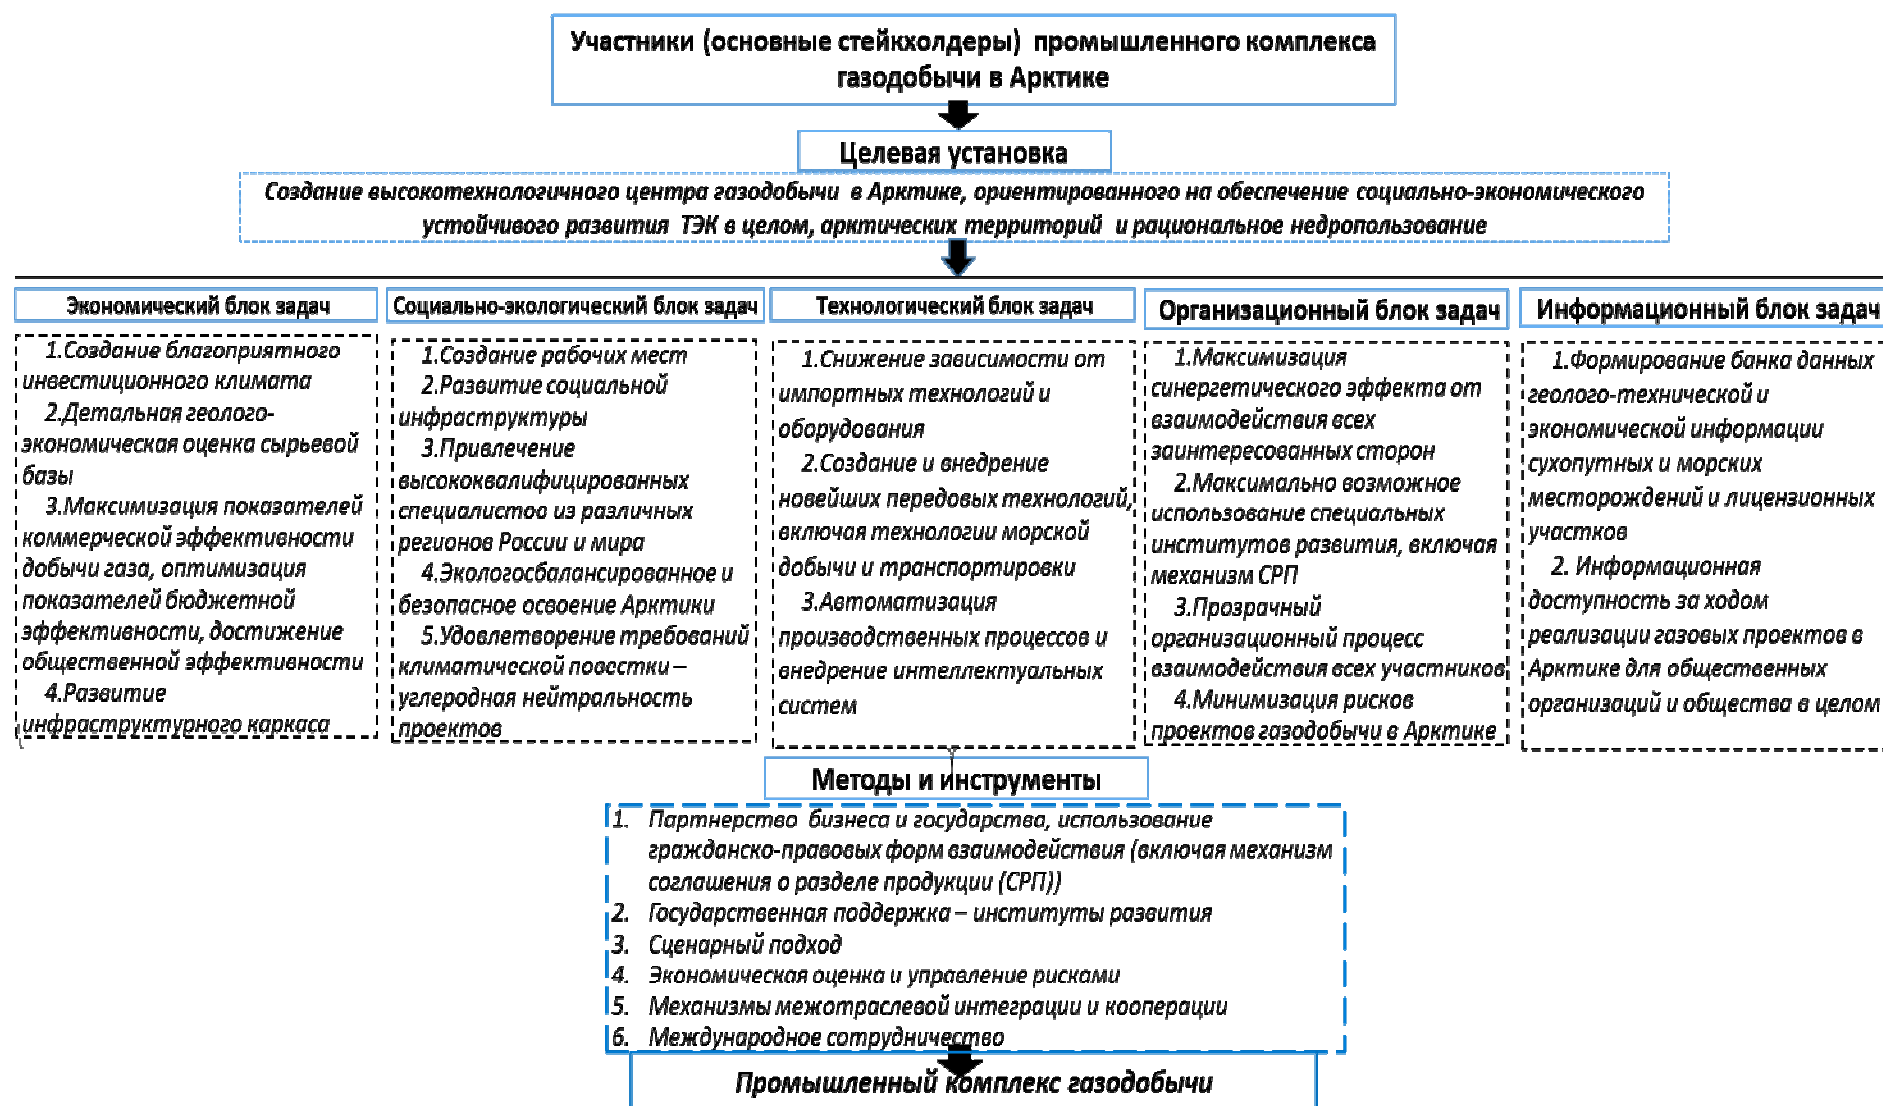 Участники (основные стейкхолдеры) промышленного комплекса
газодобычи в Арктике
Целевая установка
Создание высокотехнологичного центра газодобычи в Арктике, ориентированного на обеспечение социально-экономического
устойчивого развития ТЭК в целом, арктических территорий и рациональное недропользование
Экономический блок задач
1.Создание благоприятного
инвестиционного климата
2.Детальная геолого-
экономическая оценка сырьевой
базы
3.Максимизация показателей
коммерческой эффективности
добычи газа, оптимизация
показателей бюджетной
эффективности, достижение
общественной эффективности
4.Развитие
инфраструктурного каркаса
Социально-экологический блок задач
1.Создание рабочих мест
2.Развитие социальной
инфраструктуры
3.Привлечение
высококвалифицированных
специалистов из различных
регионов России и мира
4.Экологосбалансированное и
безопасное освоение Арктики
5.Удовлетворение требований
климатической повестки –
углеродная нейтральность
проектов
Технологический блок задач
1.Снижение зависимости от
импортных технологий и
оборудования
2.Создание и внедрение
новейших передовых технологий,
включая технологии морской
добычи и транспортировки
3.Автоматизация
производственных процессов и
внедрение интеллектуальных
систем
Организационный блок задач
1.Максимизация
синергетического эффекта от
взаимодействия всех
заинтересованных сторон
2.Максимально возможное
использование специальных
институтов развития, включая
механизм СРП
3.Прозрачный
организационный процесс
взаимодействия всех участников
4.Минимизация рисков
проектов газодобычи в Арктике
Информационный блок задач
1.Формирование банка данных
геолого-технической и
экономической информации
сухопутных и морских
месторождений и лицензионных
участков
2. Информационная
доступность за ходом
реализации газовых проектов в
Арктике для общественных
организаций и общества в целом
Методы и инструменты
1. Партнерство бизнеса и государства, использование
гражданско-правовых форм взаимодействия (включая механизм
соглашения о разделе продукции (СРП))
2. Государственная поддержка – институты развития
3. Сценарный подход
4. Экономическая оценка и управление рисками
5. Механизмы межотраслевой интеграции и кооперации
6. Международное сотрудничество
Промышленный комплекс газодобычи